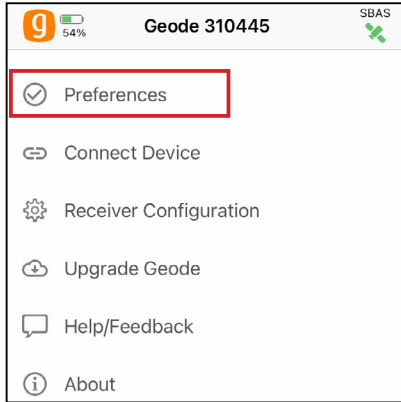 g
54%
Geode 310445
SBAS
Preferences
Connect Device
Receiver Configuration
Upgrade Geode
Help/Feedback
About